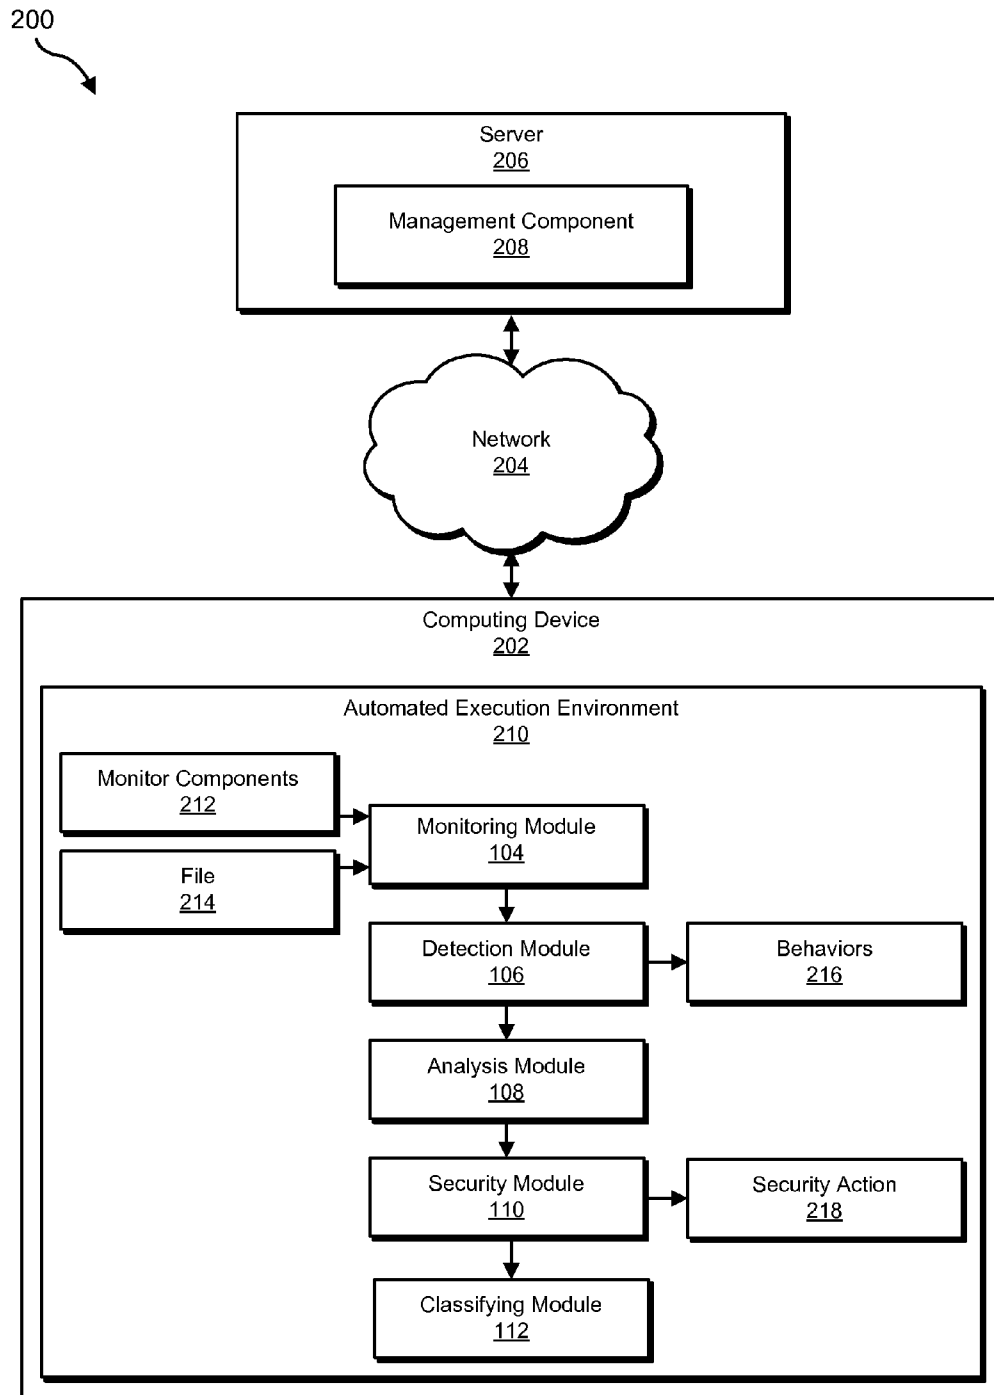 200
Server
206
Management Component
208
Network
204
Computing Device
202
Automated Execution Environment
210
Monitor Components
212
Monitoring Module
104
File
214
Detection Module
106
Behaviors
216
Analysis Module
108
Security Module
110
Security Action
218
Classifying Module
112